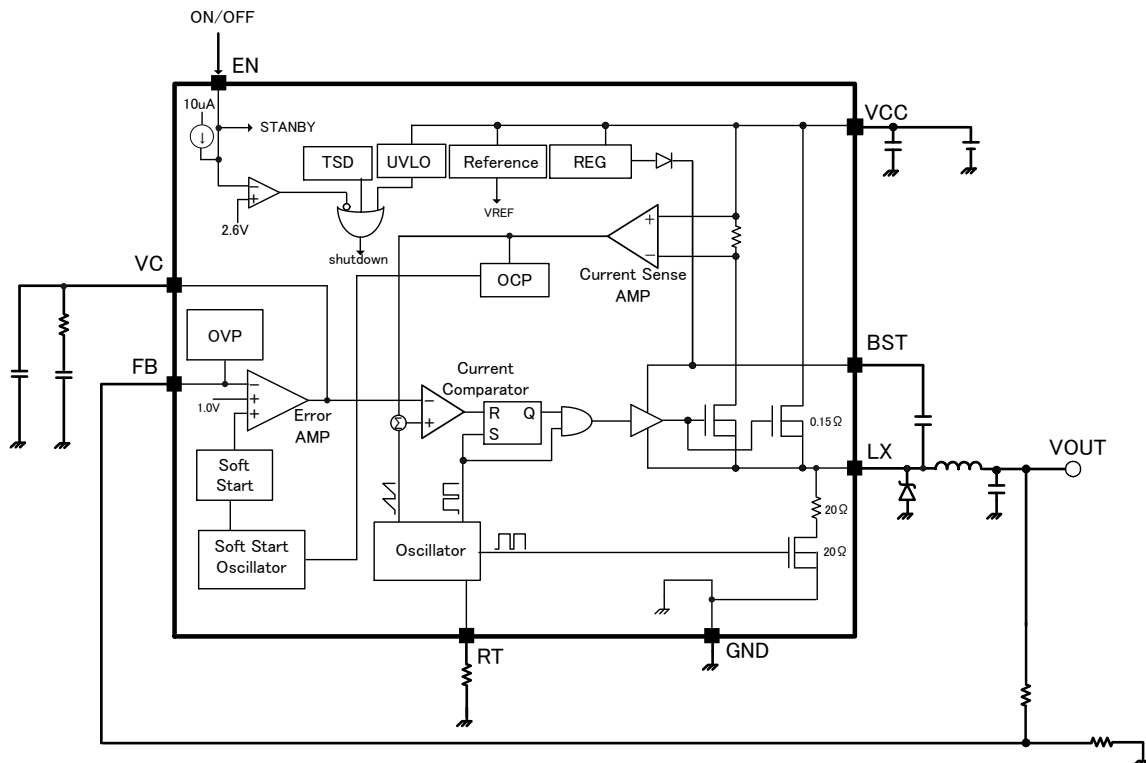 ON/OFF
EN
10uA
STANBY
VCC
TSD
UVLO
Reference
REG
VREF
2.6V
shutdown
Current Sense
AMP
OCP
VC
OVP
FB
BST
Current
Comparator
1.0V
Error
AMP
R
Q
S
Σ
0.15Ω
LX
VOUT
Soft
Start
20Ω
Soft Start
Oscillator
Oscillator
20Ω
RT
GND